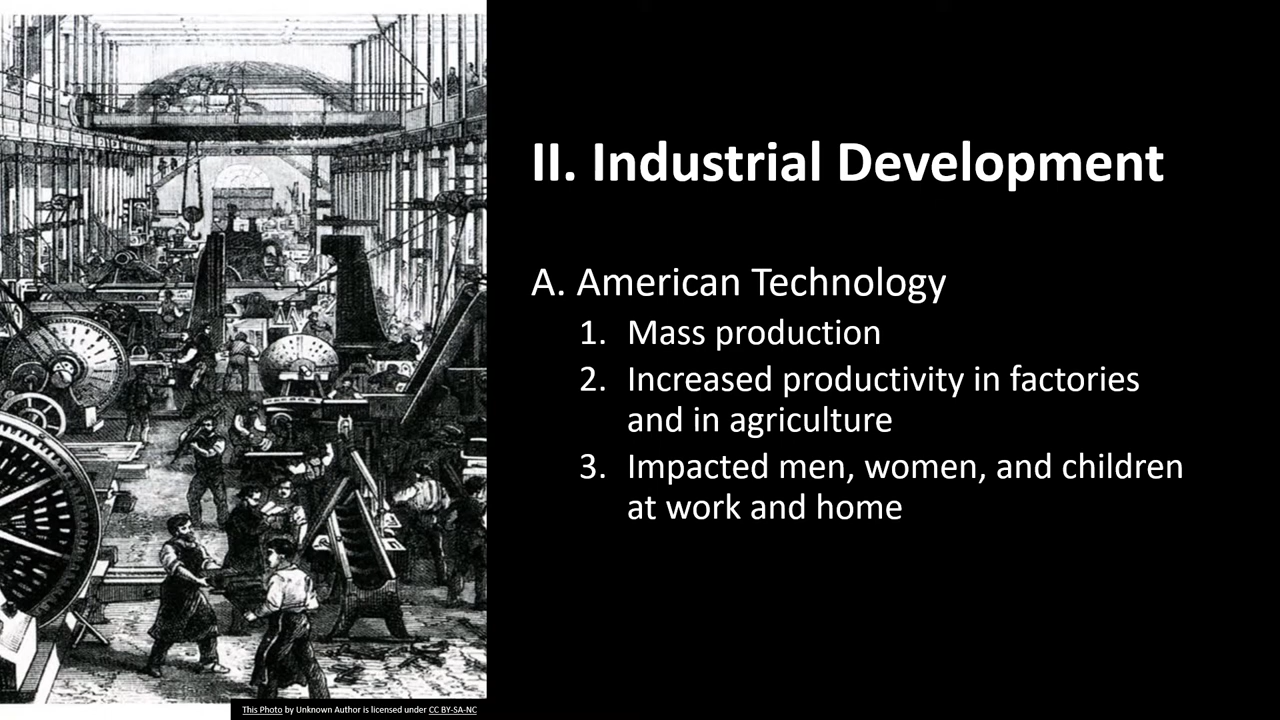 II. Industrial Development
A. American Technology
1. Mass production
2. Increased productivity in factories
and in agriculture
3. Impacted men, women, and children
at work and home
This Photo by Unknown Author is licensed under CC BY-SA-NC